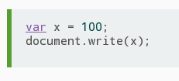 var x = 100;
document.write(x);